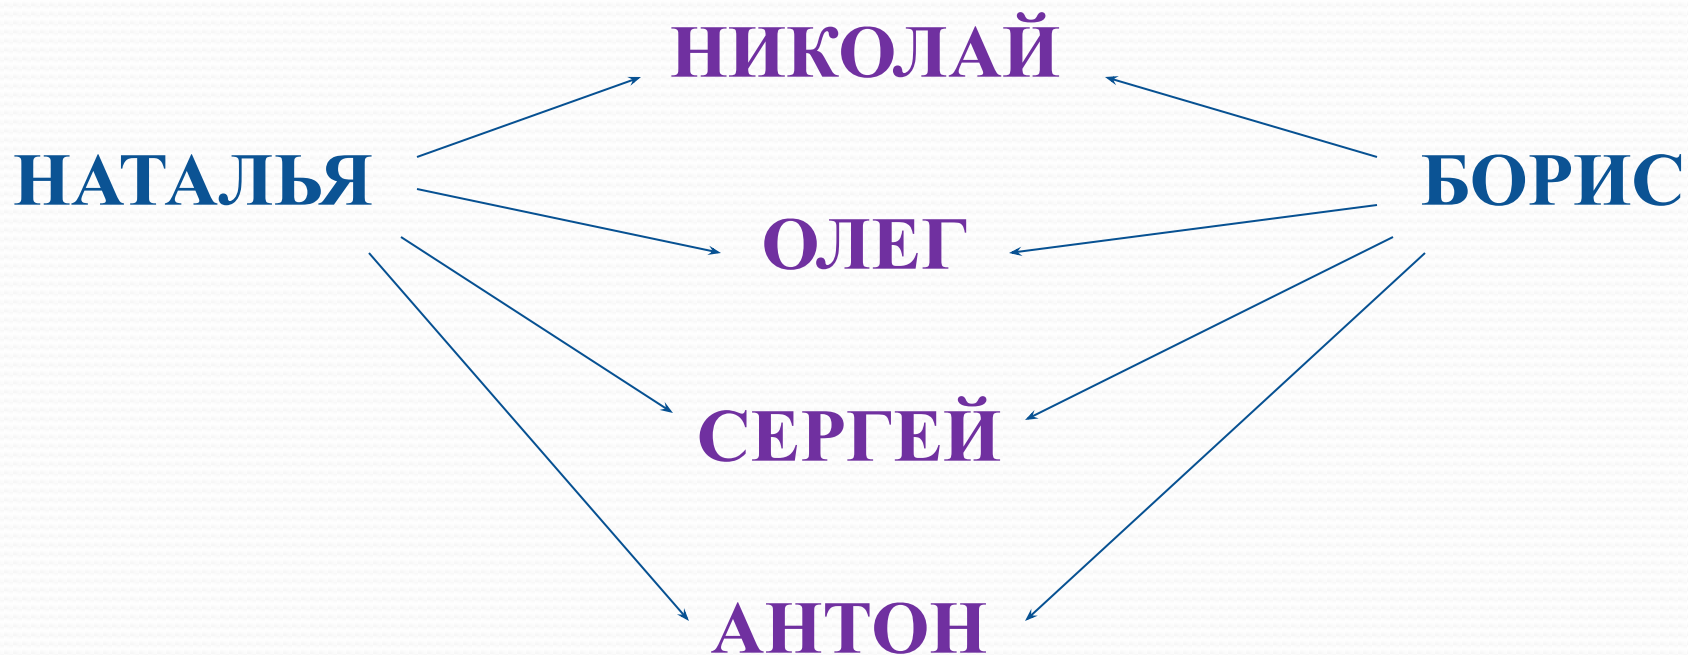 НИКОЛАЙ
НАТАЛЬЯ
БОРИС
ОЛЕГ
СЕРГЕЙ
АНТОН